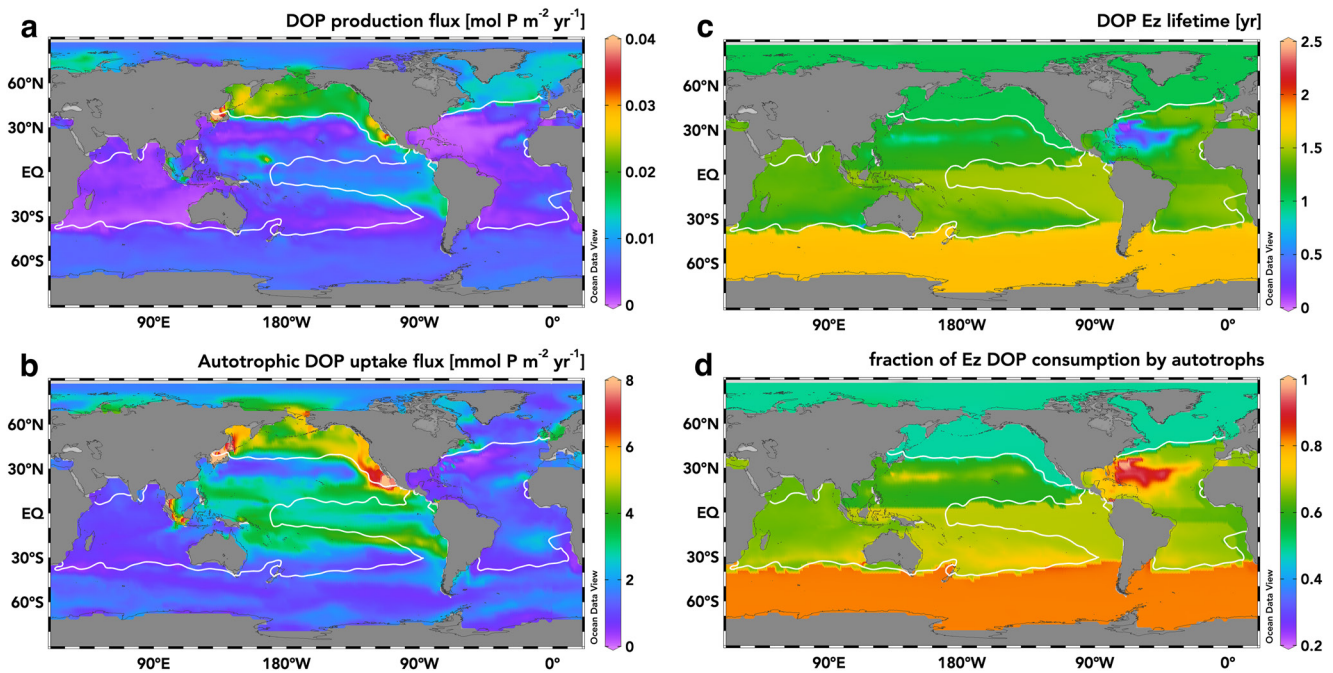 a DOP production flux [mol P m⁻² yr⁻¹]
60°N
30°N
EQ
30°S
60°S
90°E 180°W 90°W 0°
0.04
0.03
0.02
0.01
0
Ocean Data View
c DOP Ez lifetime [yr]
60°N
30°N
EQ
30°S
60°S
90°E 180°W 90°W 0°
2.5
2
1.5
1
0.5
0
Ocean Data View
b Autotrophic DOP uptake flux [mmol P m⁻² yr⁻¹]
60°N
30°N
EQ
30°S
60°S
90°E 180°W 90°W 0°
8
6
4
2
0
Ocean Data View
d fraction of Ez DOP consumption by autotrophs
60°N
30°N
EQ
30°S
60°S
90°E 180°W 90°W 0°
1
0.8
0.6
0.4
0.2
Ocean Data View